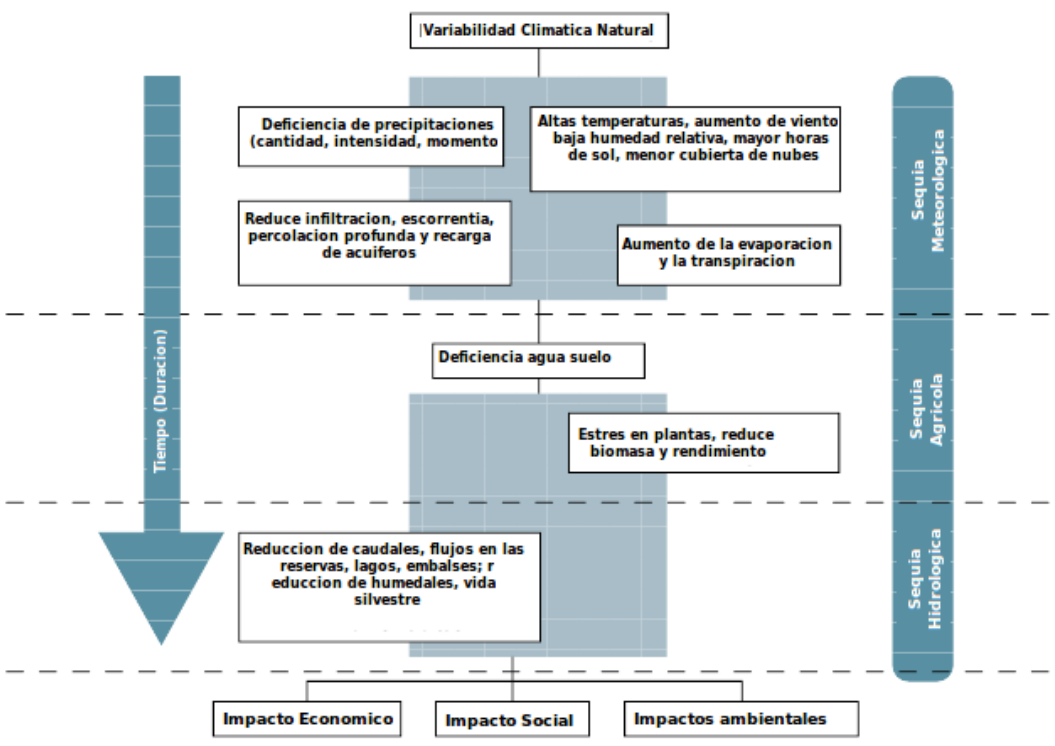 Variabilidad Climatica Natural
Deficiencia de precipitaciones
(cantidad, intensidad, momento
Altas temperaturas, aumento de viento
baja humedad relativa, mayor horas
de sol, menor cubierta de nubes
Reduce infiltracion, escorrentia,
percolacion profunda y recarga
de acuiferos
Aumento de la evaporacion
y la transpiracion
Sequia
Meteorologica
Tiempo (Duracion)
Deficiencia agua suelo
Estres en plantas, reduce
biomasa y rendimiento
Sequia
Agricola
Reduccion de caudales, flujos en las
reservas, lagos, embalses; r
educcion de humedales, vida
silvestre
Sequia
Hidrologica
Impacto Economico
Impacto Social
Impactos ambientales